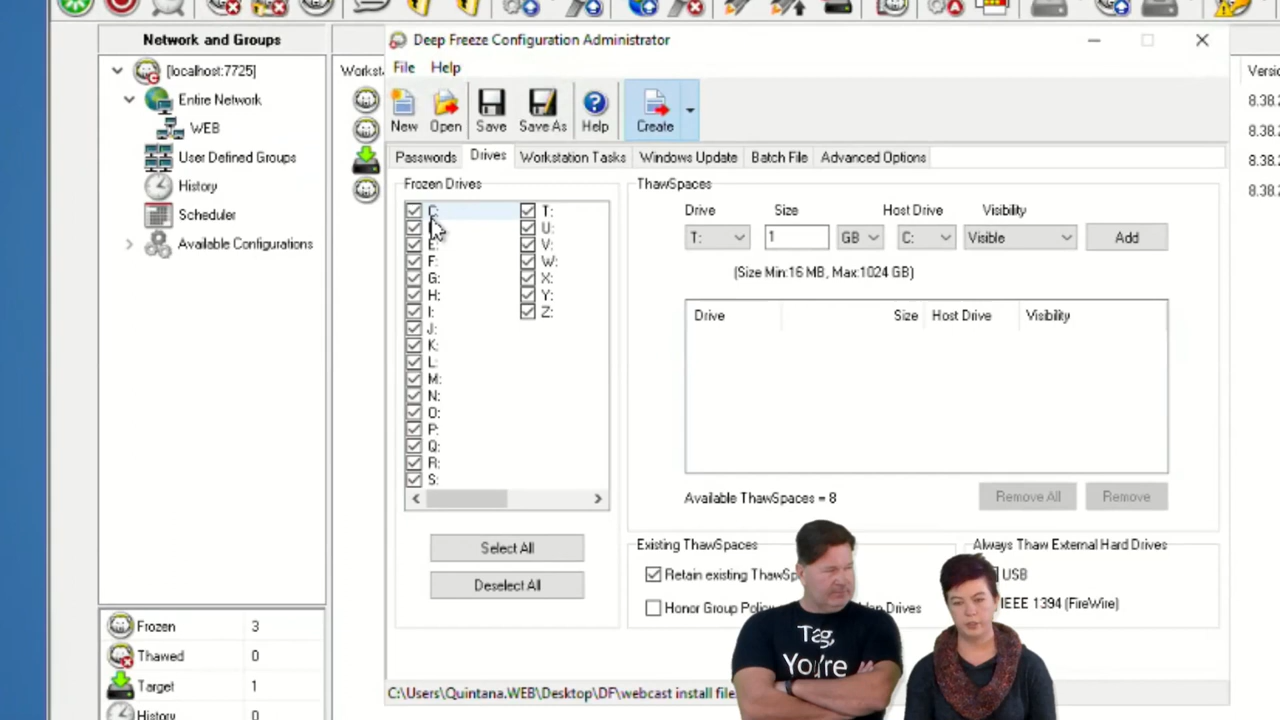 Network and Groups
[localhost:7725]
Entire Network
WEB
User Defined Groups
History
Scheduler
Available Configurations
Frozen 3
Thawed 0
Target 1
History 0
Deep Freeze Configuration Administrator
File Help
New Open Save Save As Help Create
Passwords Drives Workstation Tasks Windows Update Batch File Advanced Options
Frozen Drives
C: T:
U:
E: V:
F: W:
G: X:
H: Y:
I: Z:
J:
K:
L:
M:
N:
O:
P:
Q:
R:
S:
Select All
Deselect All
ThawSpaces
Drive Size Host Drive Visibility
T: 1 GB C: Visible Add
(Size Min:16 MB, Max:1024 GB)
Drive Size Host Drive Visibility
Available ThawSpaces = 8 Remove All Remove
Existing ThawSpaces
Retain existing ThawSp
Honor Group Polic Drives
Always Thaw External Hard Drives
USB
IEEE 1394 (FireWire)
C:\Users\Quintana.WEB\Desktop\DF\webcast install file
Tag,
You're
Workst
Versio
8.38.2
8.38.2
8.38.2
8.38.2